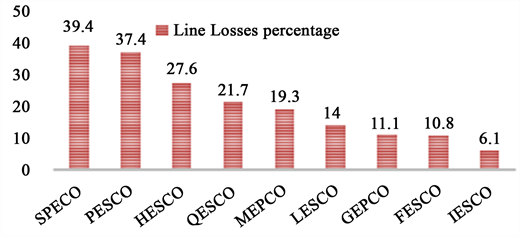 50
40
30
20
10
0
Line Losses percentage
39.4
37.4
27.6
21.7
19.3
14
11.1
10.8
6.1
SPECO
PESCO
HESCO
QESCO
MEPCO
LESCO
GEPCO
FESCO
IESCO